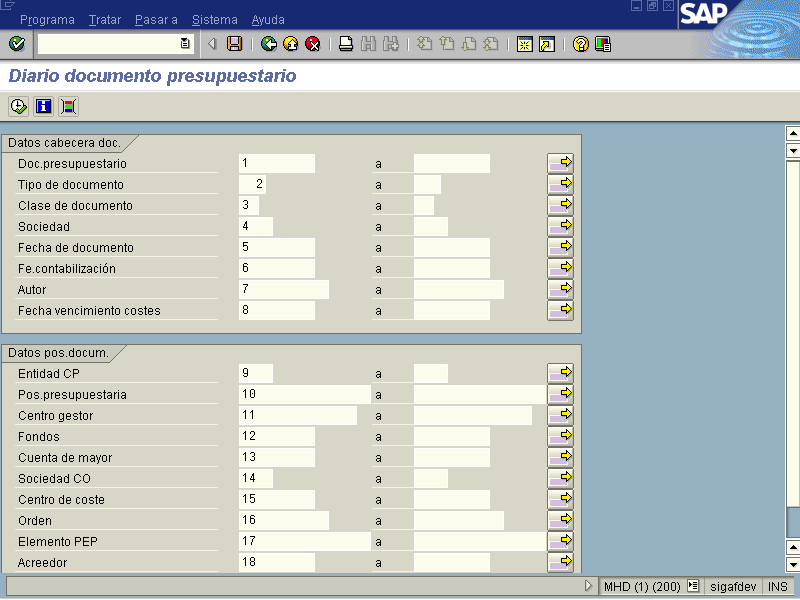 Programa Tratar Pasar a Sistema Ayuda
SAP
Diario documento presupuestario
Datos cabecera doc.
Doc.presupuestario 1 a
Tipo de documento 2 a
Clase de documento 3 a
Sociedad 4 a
Fecha de documento 5 a
Fe.contabilización 6 a
Autor 7 a
Fecha vencimiento costes 8 a
Datos pos.docum.
Entidad CP 9 a
Pos.presupuestaria 10 a
Centro gestor 11 a
Fondos 12 a
Cuenta de mayor 13 a
Sociedad CO 14 a
Centro de coste 15 a
Orden 16 a
Elemento PEP 17 a
Acreedor 18 a
MHD (1) (200) sigafdev INS